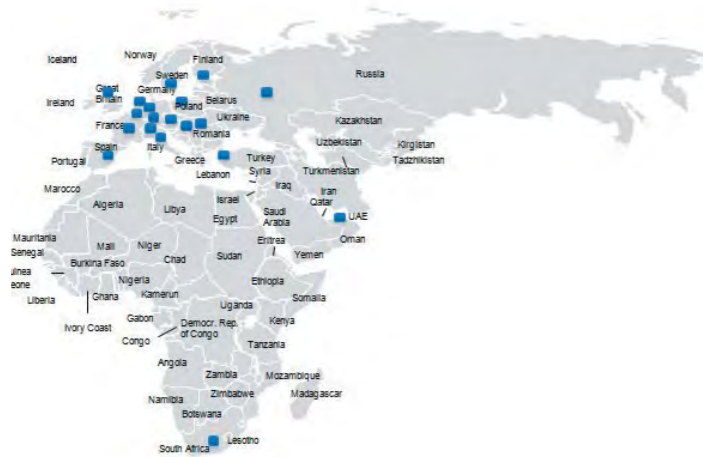 Iceland
Norway
Finland
Sweden
Russia
Great
Britain
Germany
Ireland
Poland
Belarus
Ukraine
Kazakhstan
France
Romania
Uzbekistan
Kirgistan
Spain
Italy
Portugal
Greece
Turkey
Tadzhikistan
Lebanon
Syria
Turkmenistan
Marocco
Iraq
Iran
Algeria
Israel
Qatar
Libya
Egypt
Saudi
Arabia
UAE
Mauritania
Eritrea
Oman
Senegal
Mali
Niger
Sudan
Yemen
Burkina Faso
Chad
uinea
eone
Nigeria
Ethiopia
Liberia
Ghana
Kamerun
Uganda
Somalia
Ivory Coast
Gabon
Democr. Rep.
of Congo
Kenya
Congo
Tanzania
Angola
Zambia
Mozambique
Namibia
Zimbabwe
Madagascar
Botswana
South Africa
Lesotho